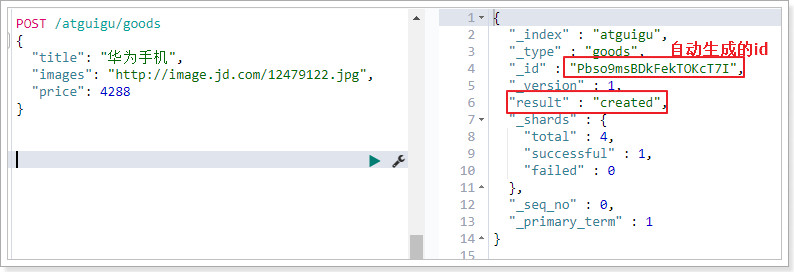 POST /atguigu/goods
{
  "title": "华为手机",
  "images": "http://image.jd.com/12479122.jpg",
  "price": 4288
}
1 {
2 "_index" : "atguigu",
3 "_type" : "goods", 自动生成的id
4 "_id" : "Pbso9msBDkFekTOKcT7I",
5 "_version" : 1,
6 "result" : "created",
7 "_shards" : {
8 "total" : 4,
9 "successful" : 1,
10 "failed" : 0
11 },
12 "_seq_no" : 0,
13 "_primary_term" : 1
14 }
15